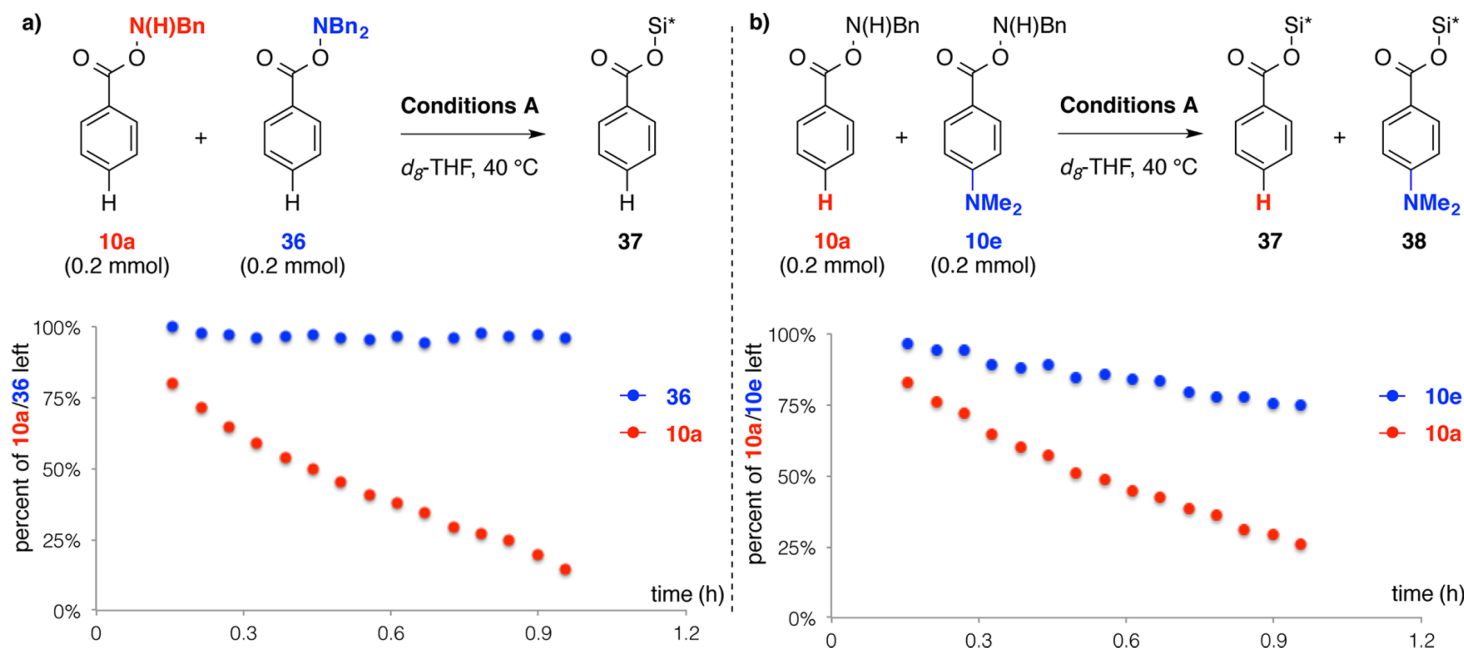 a)
N(H)Bn
NBn2
Si*
O
O
O
O
O
O
Conditions A
+
d8-THF, 40 °C
H
H
H
10a
36
37
(0.2 mmol)
(0.2 mmol)
100%
75%
50%
25%
0%
percent of 10a/36 left
36
10a
time (h)
0
0.3
0.6
0.9
1.2
b)
N(H)Bn
N(H)Bn
Si*
Si*
O
O
O
O
O
O
O
O
Conditions A
+
+
d8-THF, 40 °C
H
NMe2
H
NMe2
10a
10e
37
38
(0.2 mmol)
(0.2 mmol)
100%
75%
50%
25%
0%
percent of 10a/10e left
10e
10a
time (h)
0
0.3
0.6
0.9
1.2